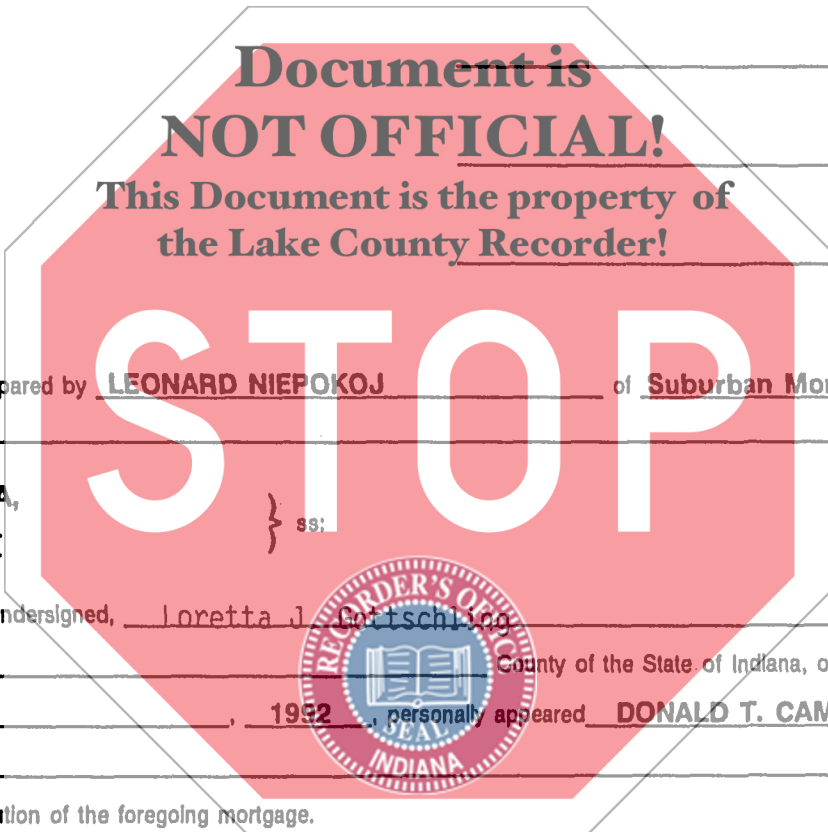 Document is
NOT OFFICIAL!
This Document is the property of
the Lake County Recorder!
STOP
pared by LEONARD NIEPOKOJ of Suburban Mor
A,
} ss:
ndersigned, Loretta J. Gottschling
County of the State of Indiana, o
, 1992 , personally appeared DONALD T. CAM
tion of the foregoing mortgage.
RECORDER'S OFFICE
SEAL
INDIANA